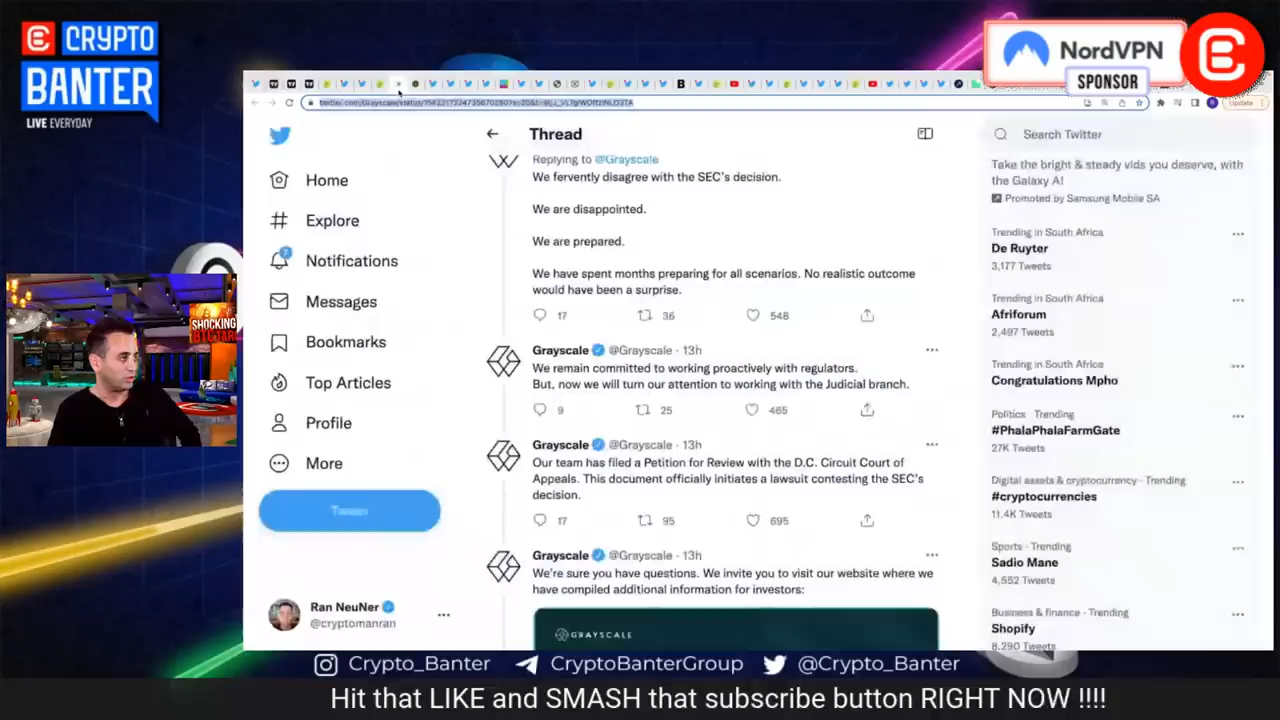 CRYPTO
BANTER
LIVE EVERYDAY
NordVPN
SPONSOR
Update
Home
Explore
7
Notifications
Messages
Bookmarks
Top Articles
Profile
More
Tweet
Ran NeuNer
@cryptomanran
Thread
Replying to @Grayscale
We fervently disagree with the SEC's decision.
We are disappointed.
We are prepared.
We have spent months preparing for all scenarios. No realistic outcome
would have been a surprise.
17 36 548
Grayscale @Grayscale · 13h
We remain committed to working proactively with regulators.
But, now we will turn our attention to working with the Judicial branch.
9 25 465
Grayscale @Grayscale · 13h
Our team has filed a Petition for Review with the D.C. Circuit Court of
Appeals. This document officially initiates a lawsuit contesting the SEC's
decision.
17 95 695
Grayscale @Grayscale · 13h
We're sure you have questions. We invite you to visit our website where we
have compiled additional information for investors:
GRAYSCALE
Search Twitter
Take the bright & steady vids you deserve, with
the Galaxy A!
Promoted by Samsung Mobile SA
Trending in South Africa
De Ruyter
3,177 Tweets
Trending in South Africa
Afriforum
2,497 Tweets
Trending in South Africa
Congratulations Mpho
Politics · Trending
#PhalaPhalaFarmGate
27K Tweets
Digital assets & cryptocurrency · Trending
#cryptocurrencies
11.4K Tweets
Sports · Trending
Sadio Mane
4,552 Tweets
Business & finance · Trending
Shopify
8,290 Tweets
SHOCKING
Crypto_Banter
CryptoBanterGroup
@Crypto_Banter
Hit that LIKE and SMASH that subscribe button RIGHT NOW !!!!